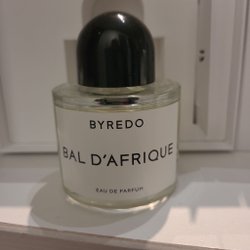 BYREDO
BAL D'AFRIQUE
EAU DE PARFUM